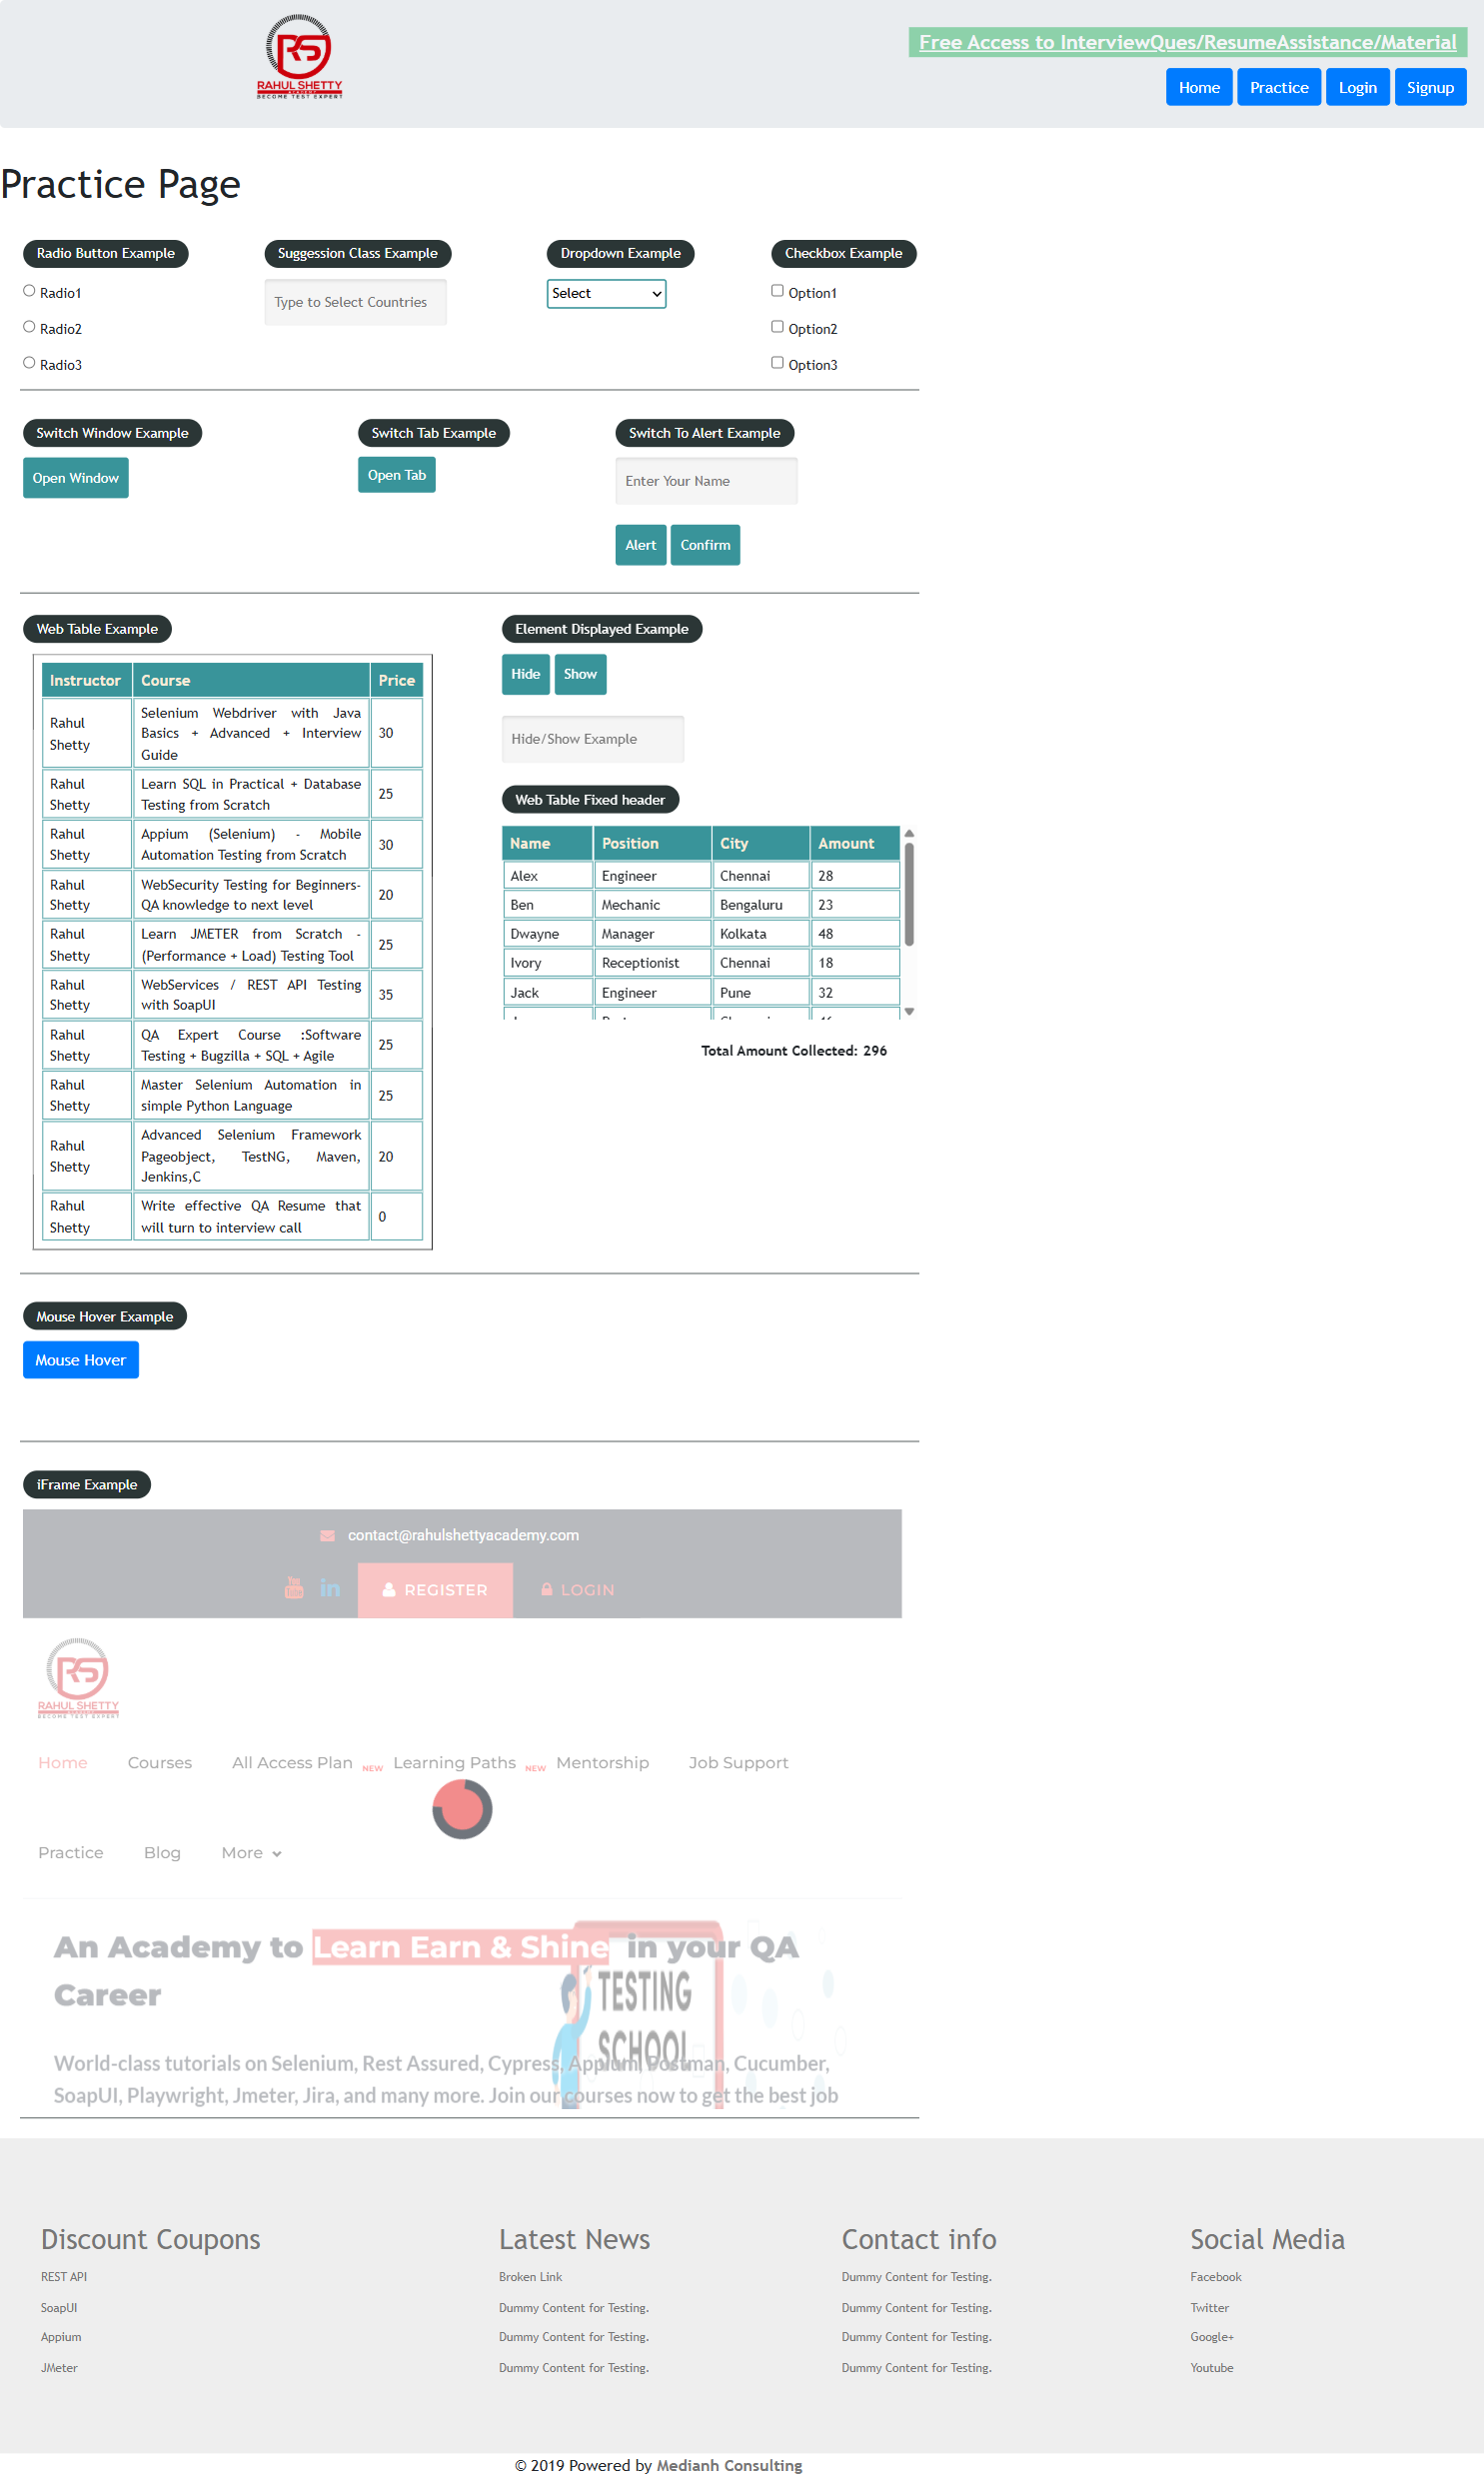 RAHUL SHETTY
ACADEMY
BECOME TEST EXPERT
Free Access to InterviewQues/ResumeAssistance/Material
Home Practice Login Signup
Practice Page
Radio Button Example
Radio1
Radio2
Radio3
Suggession Class Example
Type to Select Countries
Dropdown Example
Select
Checkbox Example
Option1
Option2
Option3
Switch Window Example
Open Window
Switch Tab Example
Open Tab
Switch To Alert Example
Enter Your Name
Alert Confirm
Web Table Example
Instructor Course Price
Rahul Shetty Selenium Webdriver with Java Basics + Advanced + Interview Guide 30
Rahul Shetty Learn SQL in Practical + Database Testing from Scratch 25
Rahul Shetty Appium (Selenium) - Mobile Automation Testing from Scratch 30
Rahul Shetty WebSecurity Testing for Beginners-QA knowledge to next level 20
Rahul Shetty Learn JMETER from Scratch - (Performance + Load) Testing Tool 25
Rahul Shetty WebServices / REST API Testing with SoapUI 35
Rahul Shetty QA Expert Course :Software Testing + Bugzilla + SQL + Agile 25
Rahul Shetty Master Selenium Automation in simple Python Language 25
Rahul Shetty Advanced Selenium Framework Pageobject, TestNG, Maven, Jenkins,C 20
Rahul Shetty Write effective QA Resume that will turn to interview call 0
Element Displayed Example
Hide Show
Hide/Show Example
Web Table Fixed header
Name Position City Amount
Alex Engineer Chennai 28
Ben Mechanic Bengaluru 23
Dwayne Manager Kolkata 48
Ivory Receptionist Chennai 18
Jack Engineer Pune 32
Total Amount Collected: 296
Mouse Hover Example
Mouse Hover
iFrame Example
contact@rahulshettyacademy.com
You Tube in REGISTER LOGIN
RAHUL SHETTY
ACADEMY
BECOME TEST EXPERT
Home Courses All Access Plan NEW Learning Paths NEW Mentorship Job Support
Practice Blog More
An Academy to Learn Earn & Shine in your QA
Career
TESTING
SCHOOL
World-class tutorials on Selenium, Rest Assured, Cypress, Appium, Postman, Cucumber,
SoapUI, Playwright, Jmeter, Jira, and many more. Join our courses now to get the best job
Discount Coupons
REST API
SoapUI
Appium
JMeter
Latest News
Broken Link
Dummy Content for Testing.
Dummy Content for Testing.
Dummy Content for Testing.
Contact info
Dummy Content for Testing.
Dummy Content for Testing.
Dummy Content for Testing.
Dummy Content for Testing.
Social Media
Facebook
Twitter
Google+
Youtube
© 2019 Powered by Medianh Consulting